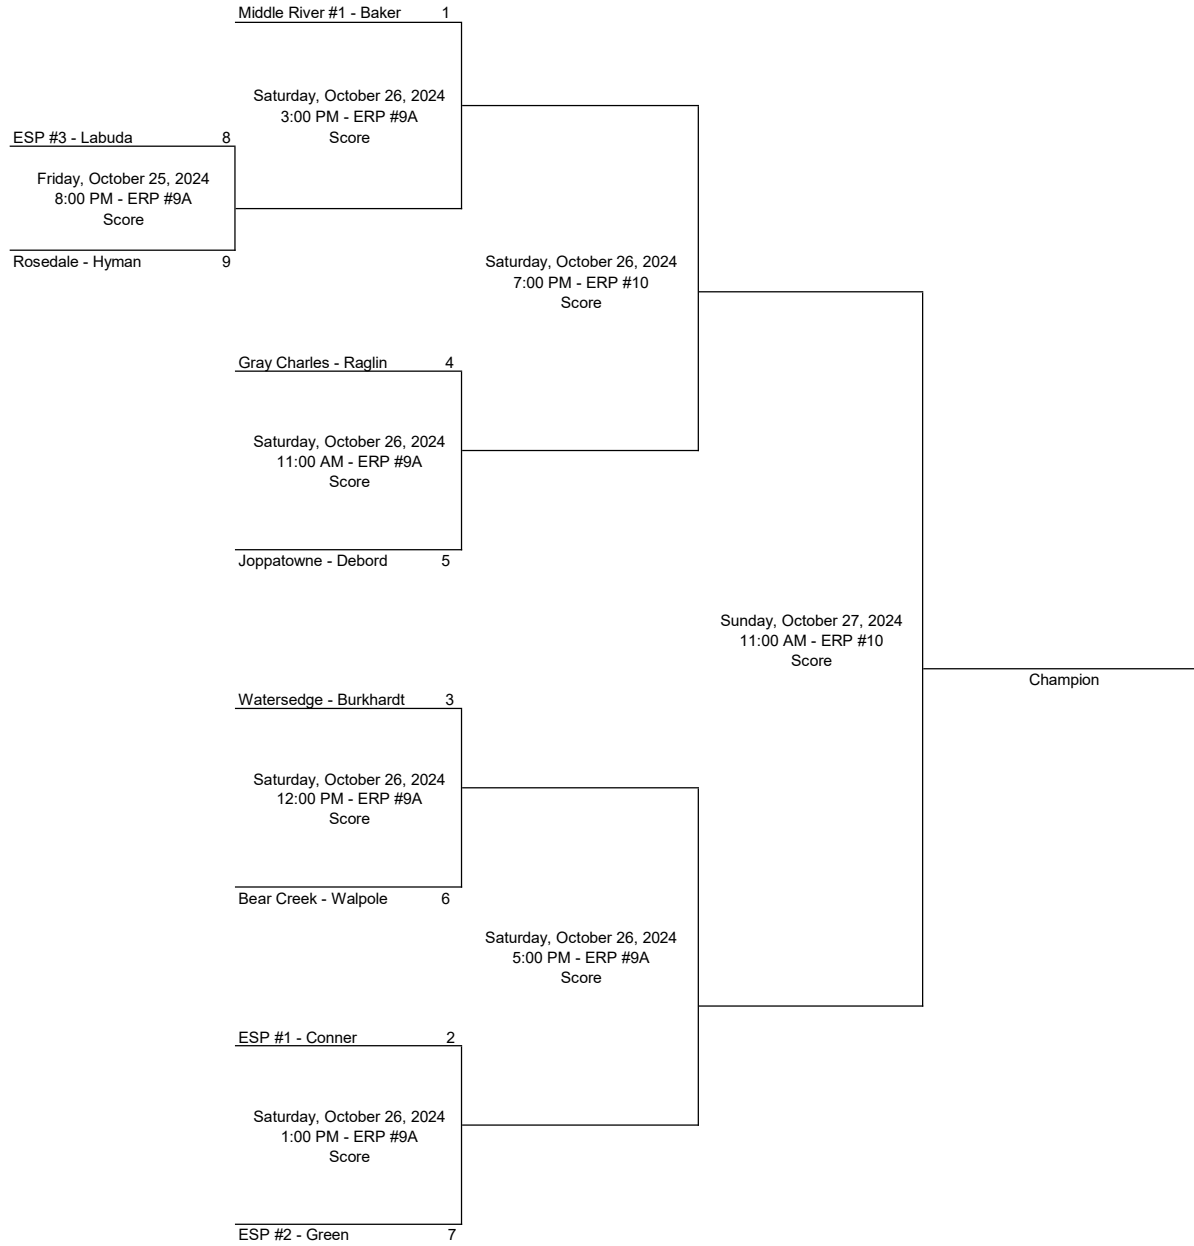 Middle River #1 - Baker 1
Saturday, October 26, 2024
3:00 PM - ERP #9A
Score
ESP #3 - Labuda 8
Friday, October 25, 2024
8:00 PM - ERP #9A
Score
Rosedale - Hyman 9
Saturday, October 26, 2024
7:00 PM - ERP #10
Score
Gray Charles - Raglin 4
Saturday, October 26, 2024
11:00 AM - ERP #9A
Score
Joppatowne - Debord 5
Sunday, October 27, 2024
11:00 AM - ERP #10
Score
Champion
Watersedge - Burkhardt 3
Saturday, October 26, 2024
12:00 PM - ERP #9A
Score
Bear Creek - Walpole 6
Saturday, October 26, 2024
5:00 PM - ERP #9A
Score
ESP #1 - Conner 2
Saturday, October 26, 2024
1:00 PM - ERP #9A
Score
ESP #2 - Green 7